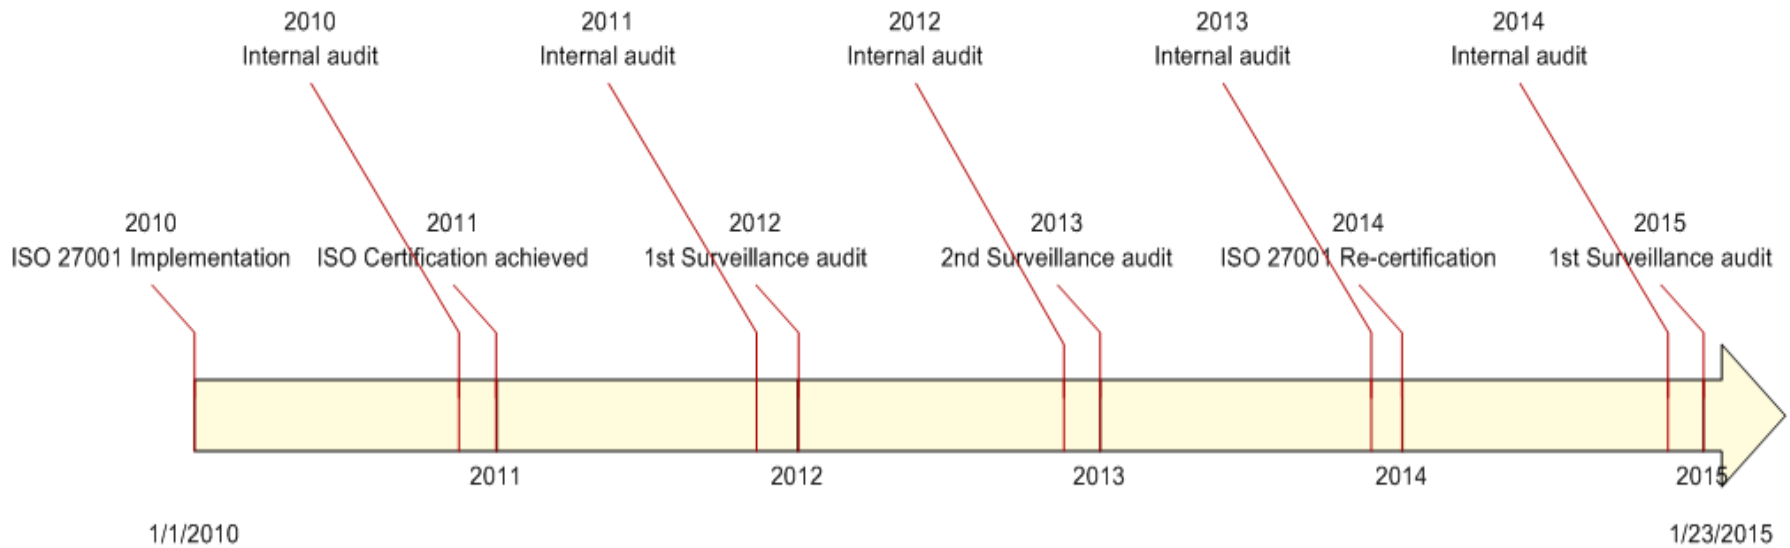 2010
Internal audit
2011
Internal audit
2012
Internal audit
2013
Internal audit
2014
Internal audit
2010
ISO 27001 Implementation
2011
ISO Certification achieved
2012
1st Surveillance audit
2013
2nd Surveillance audit
2014
ISO 27001 Re-certification
2015
1st Surveillance audit
2011
2012
2013
2014
2015
1/1/2010
1/23/2015